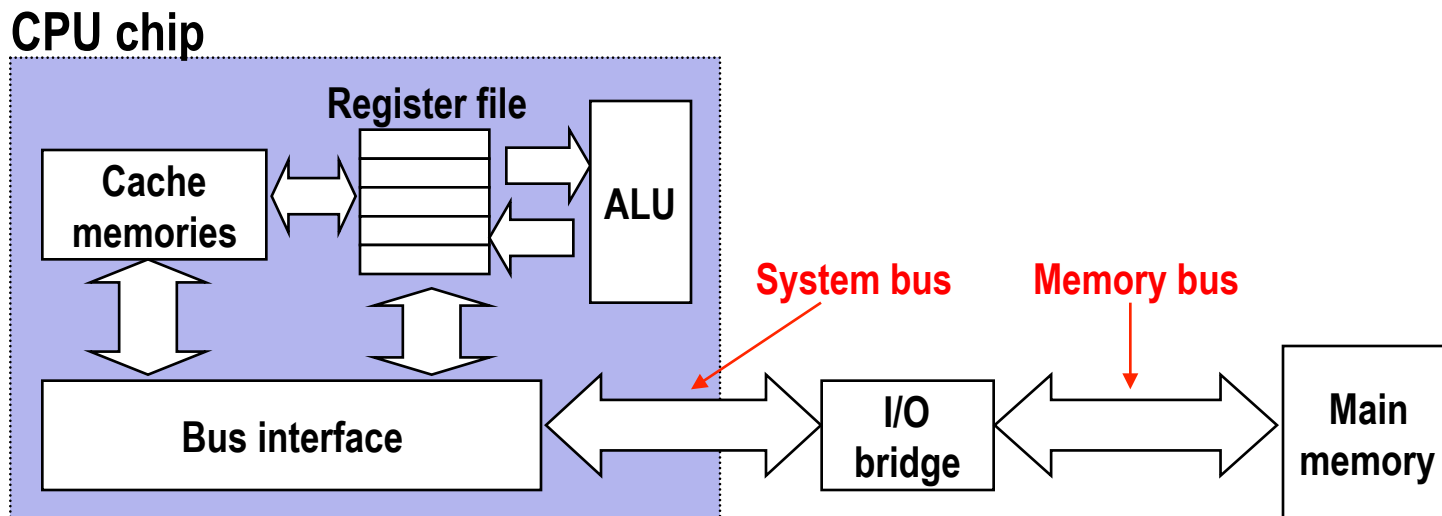 CPU chip
Register file
Cache
memories
ALU
System bus
Memory bus
Bus interface
I/O
bridge
Main
memory